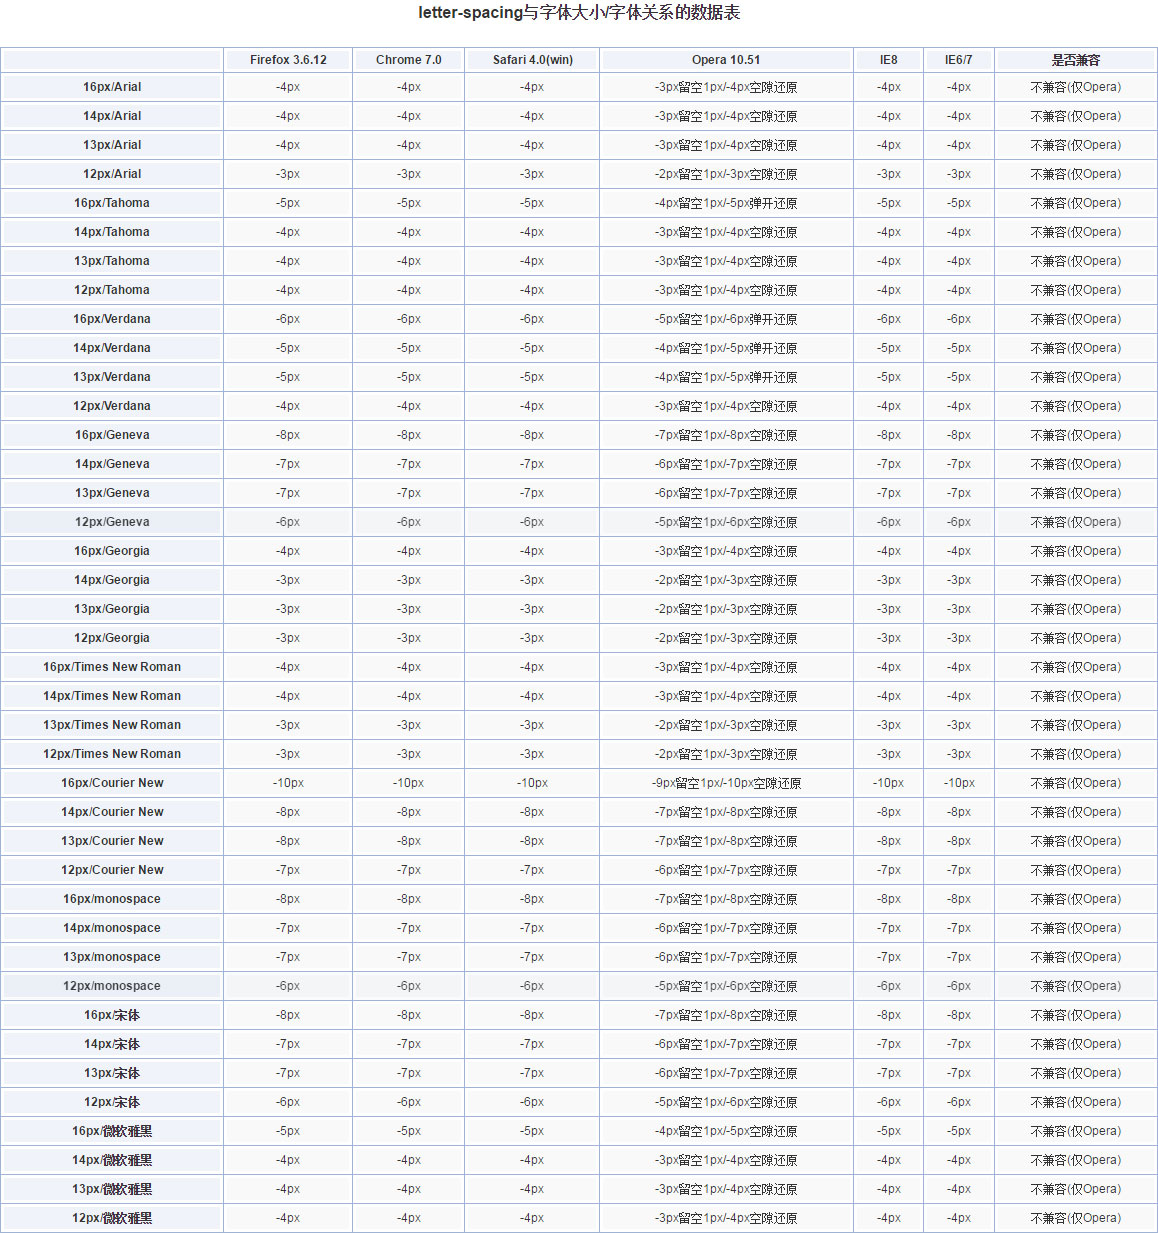 letter-spacing与字体大小/字体关系的数据表
Firefox 3.6.12 Chrome 7.0 Safari 4.0(win) Opera 10.51 IE8 IE6/7 是否兼容
16px/Arial -4px -4px -4px -3px留空1px/-4px空隙还原 -4px -4px 不兼容(仅Opera)
14px/Arial -4px -4px -4px -3px留空1px/-4px空隙还原 -4px -4px 不兼容(仅Opera)
13px/Arial -4px -4px -4px -3px留空1px/-4px空隙还原 -4px -4px 不兼容(仅Opera)
12px/Arial -3px -3px -3px -2px留空1px/-3px空隙还原 -3px -3px 不兼容(仅Opera)
16px/Tahoma -5px -5px -5px -4px留空1px/-5px弹开还原 -5px -5px 不兼容(仅Opera)
14px/Tahoma -4px -4px -4px -3px留空1px/-4px空隙还原 -4px -4px 不兼容(仅Opera)
13px/Tahoma -4px -4px -4px -3px留空1px/-4px空隙还原 -4px -4px 不兼容(仅Opera)
12px/Tahoma -4px -4px -4px -3px留空1px/-4px空隙还原 -4px -4px 不兼容(仅Opera)
16px/Verdana -6px -6px -6px -5px留空1px/-6px弹开还原 -6px -6px 不兼容(仅Opera)
14px/Verdana -5px -5px -5px -4px留空1px/-5px弹开还原 -5px -5px 不兼容(仅Opera)
13px/Verdana -5px -5px -5px -4px留空1px/-5px弹开还原 -5px -5px 不兼容(仅Opera)
12px/Verdana -4px -4px -4px -3px留空1px/-4px空隙还原 -4px -4px 不兼容(仅Opera)
16px/Geneva -8px -8px -8px -7px留空1px/-8px空隙还原 -8px -8px 不兼容(仅Opera)
14px/Geneva -7px -7px -7px -6px留空1px/-7px空隙还原 -7px -7px 不兼容(仅Opera)
13px/Geneva -7px -7px -7px -6px留空1px/-7px空隙还原 -7px -7px 不兼容(仅Opera)
12px/Geneva -6px -6px -6px -5px留空1px/-6px空隙还原 -6px -6px 不兼容(仅Opera)
16px/Georgia -4px -4px -4px -3px留空1px/-4px空隙还原 -4px -4px 不兼容(仅Opera)
14px/Georgia -3px -3px -3px -2px留空1px/-3px空隙还原 -3px -3px 不兼容(仅Opera)
13px/Georgia -3px -3px -3px -2px留空1px/-3px空隙还原 -3px -3px 不兼容(仅Opera)
12px/Georgia -3px -3px -3px -2px留空1px/-3px空隙还原 -3px -3px 不兼容(仅Opera)
16px/Times New Roman -4px -4px -4px -3px留空1px/-4px空隙还原 -4px -4px 不兼容(仅Opera)
14px/Times New Roman -4px -4px -4px -3px留空1px/-4px空隙还原 -4px -4px 不兼容(仅Opera)
13px/Times New Roman -3px -3px -3px -2px留空1px/-3px空隙还原 -3px -3px 不兼容(仅Opera)
12px/Times New Roman -3px -3px -3px -2px留空1px/-3px空隙还原 -3px -3px 不兼容(仅Opera)
16px/Courier New -10px -10px -10px -9px留空1px/-10px空隙还原 -10px -10px 不兼容(仅Opera)
14px/Courier New -8px -8px -8px -7px留空1px/-8px空隙还原 -8px -8px 不兼容(仅Opera)
13px/Courier New -8px -8px -8px -7px留空1px/-8px空隙还原 -8px -8px 不兼容(仅Opera)
12px/Courier New -7px -7px -7px -6px留空1px/-7px空隙还原 -7px -7px 不兼容(仅Opera)
16px/monospace -8px -8px -8px -7px留空1px/-8px空隙还原 -8px -8px 不兼容(仅Opera)
14px/monospace -7px -7px -7px -6px留空1px/-7px空隙还原 -7px -7px 不兼容(仅Opera)
13px/monospace -7px -7px -7px -6px留空1px/-7px空隙还原 -7px -7px 不兼容(仅Opera)
12px/monospace -6px -6px -6px -5px留空1px/-6px空隙还原 -6px -6px 不兼容(仅Opera)
16px/宋体 -8px -8px -8px -7px留空1px/-8px空隙还原 -8px -8px 不兼容(仅Opera)
14px/宋体 -7px -7px -7px -6px留空1px/-7px空隙还原 -7px -7px 不兼容(仅Opera)
13px/宋体 -7px -7px -7px -6px留空1px/-7px空隙还原 -7px -7px 不兼容(仅Opera)
12px/宋体 -6px -6px -6px -5px留空1px/-6px空隙还原 -6px -6px 不兼容(仅Opera)
16px/微软雅黑 -5px -5px -5px -4px留空1px/-5px空隙还原 -5px -5px 不兼容(仅Opera)
14px/微软雅黑 -4px -4px -4px -3px留空1px/-4px空隙还原 -4px -4px 不兼容(仅Opera)
13px/微软雅黑 -4px -4px -4px -3px留空1px/-4px空隙还原 -4px -4px 不兼容(仅Opera)
12px/微软雅黑 -4px -4px -4px -3px留空1px/-4px空隙还原 -4px -4px 不兼容(仅Opera)